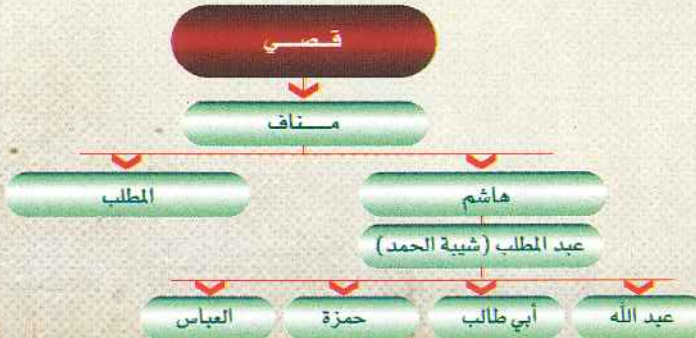 قصي
مناف
هاشم
المطلب
عبد المطلب (شيبة الحمد)
عبد الله
أبي طالب
حمزة
العباس